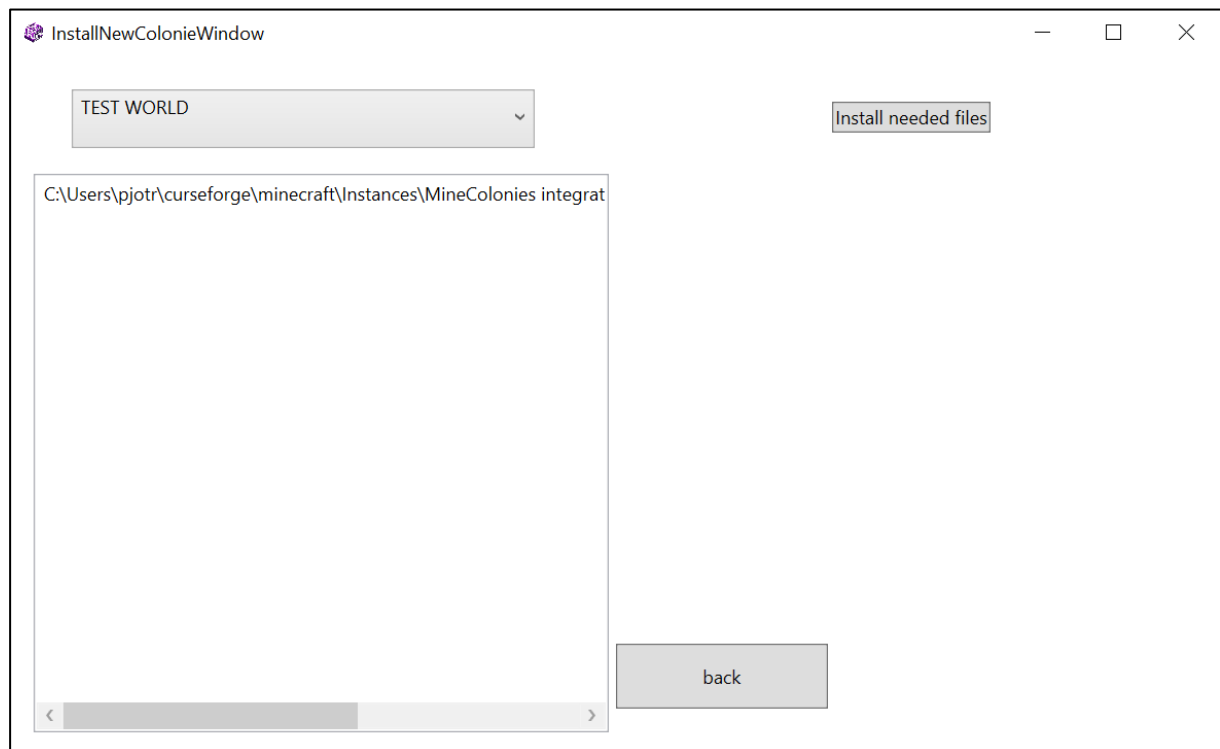 InstallNewColonieWindow
TEST WORLD
Install needed files
C:\Users\pjotr\curseforge\minecraft\Instances\MineColonies integrat
back